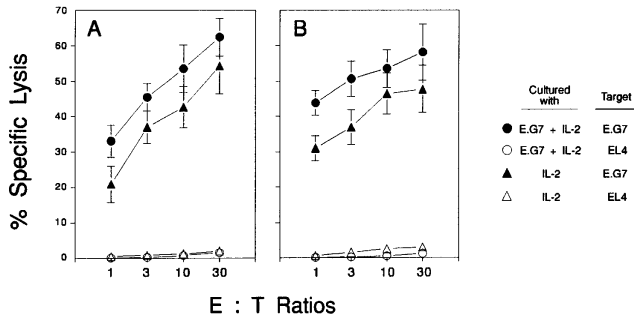 A
B
% Specific Lysis
70
60
50
40
30
20
10
0
1 3 10 30
1 3 10 30
E : T Ratios
Cultured with Target
E.G7 + IL-2 E.G7
E.G7 + IL-2 EL4
IL-2 E.G7
IL-2 EL4